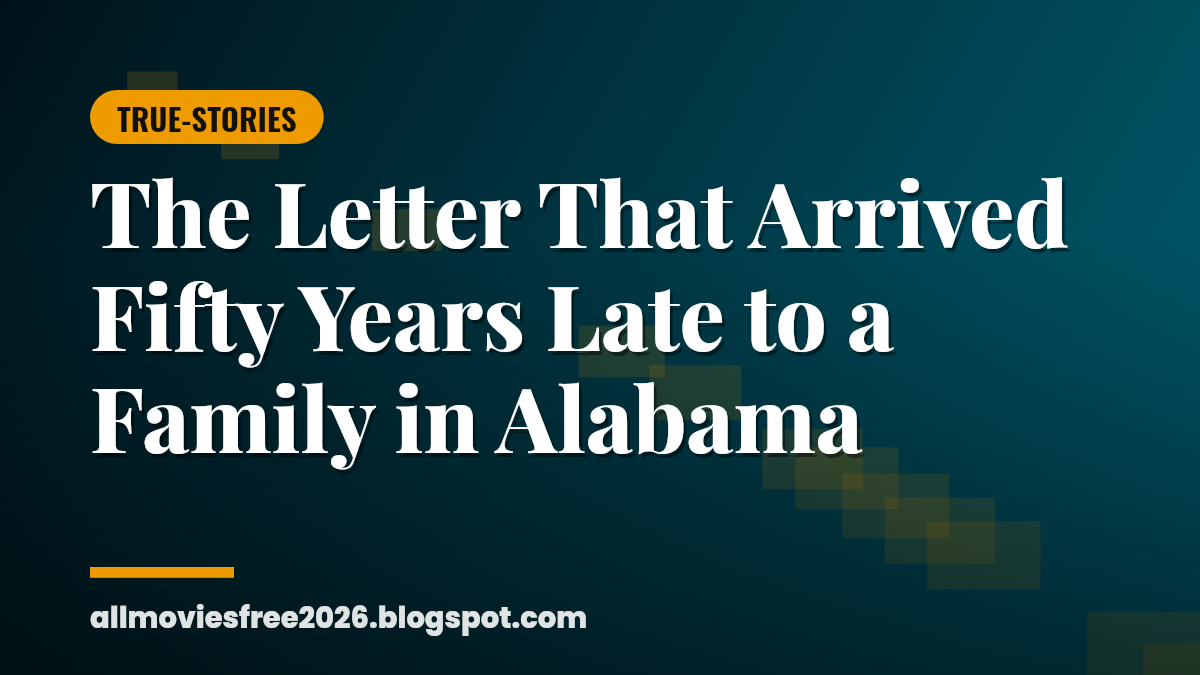 TRUE-STORIES
The Letter That Arrived
Fifty Years Late to a
Family in Alabama
allmoviesfree2026.blogspot.com